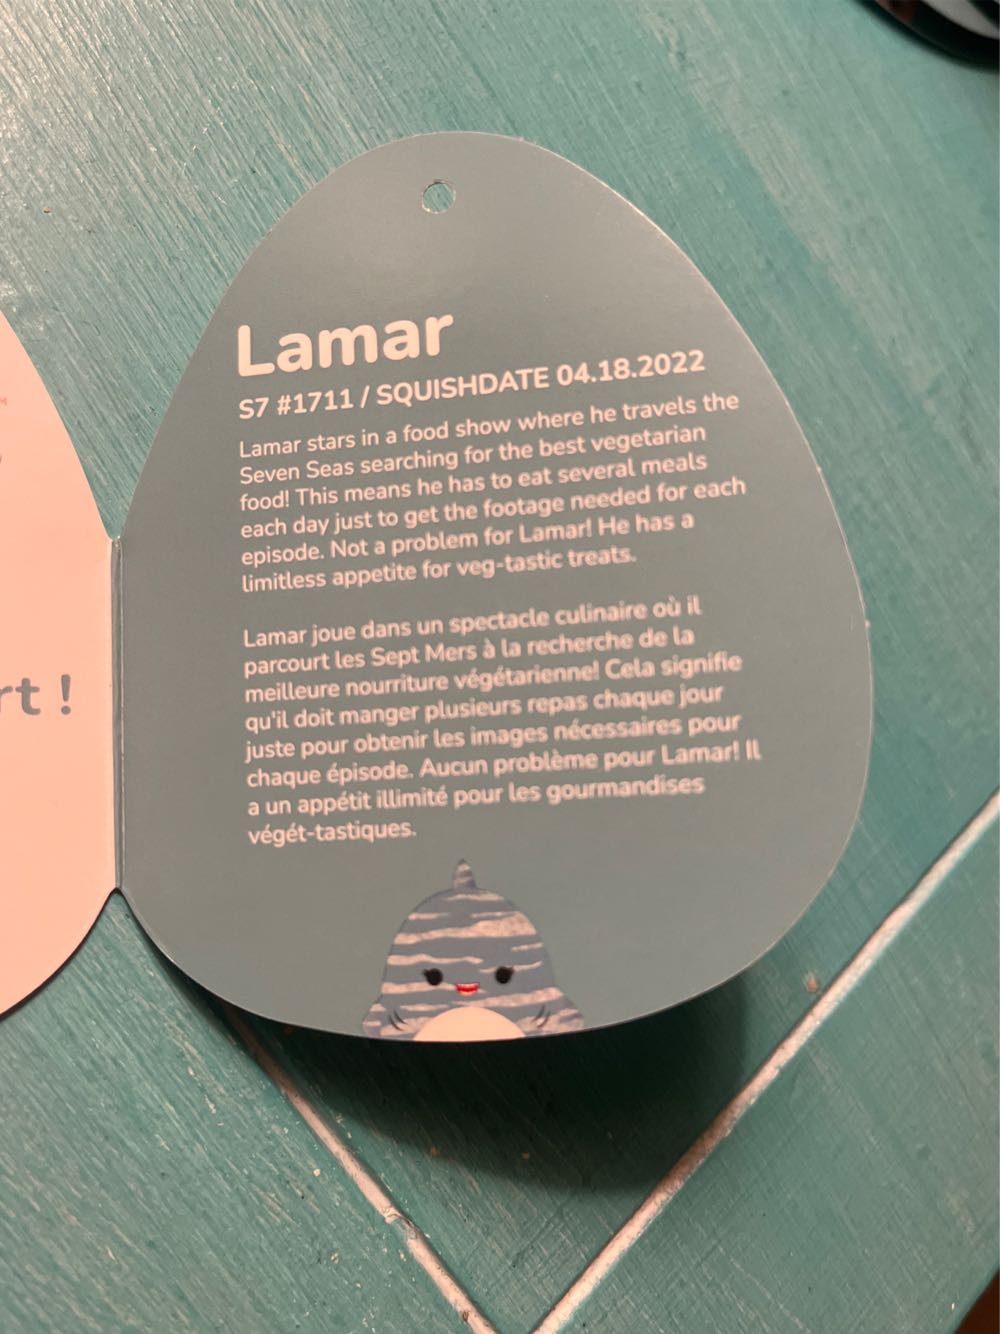 rt !
Lamar
S7 #1711 / SQUISHDATE 04.18.2022
Lamar stars in a food show where he travels the
Seven Seas searching for the best vegetarian
food! This means he has to eat several meals
each day just to get the footage needed for each
episode. Not a problem for Lamar! He has a
limitless appetite for veg-tastic treats.
Lamar joue dans un spectacle culinaire où il
parcourt les Sept Mers à la recherche de la
meilleure nourriture végétarienne! Cela signifie
qu'il doit manger plusieurs repas chaque jour
juste pour obtenir les images nécessaires pour
chaque épisode. Aucun problème pour Lamar! Il
a un appétit illimité pour les gourmandises
végét-tastiques.